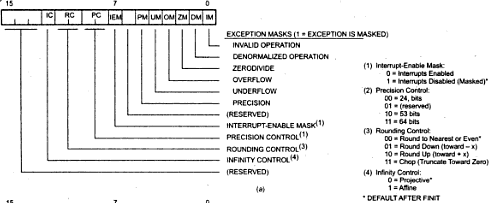 15 7 0
IC RC PC IEM PM UM OM ZM DM IM
EXCEPTION MASKS (1 = EXCEPTION IS MASKED)
INVALID OPERATION
DENORMALIZED OPERATION
ZERODIVIDE
OVERFLOW
UNDERFLOW
PRECISION
(RESERVED)
INTERRUPT-ENABLE MASK(1)
PRECISION CONTROL(1)
ROUNDING CONTROL(3)
INFINITY CONTROL(4)
(RESERVED)
(a)
(1) Interrupt-Enable Mask:
0 = Interrupts Enabled
1 = Interrupts Disabled (Masked)*
(2) Precision Control:
00 = 24, bits
01 = (reserved)
10 = 53 bits
11 = 64 bits
(3) Rounding Control:
00 = Round to Nearest or Even*
01 = Round Down (toward – x)
10 = Round Up (toward + x)
11 = Chop (Truncate Toward Zero)
(4) Infinity Control:
0 = Projective*
1 = Affine
* DEFAULT AFTER FINIT
15 7 0